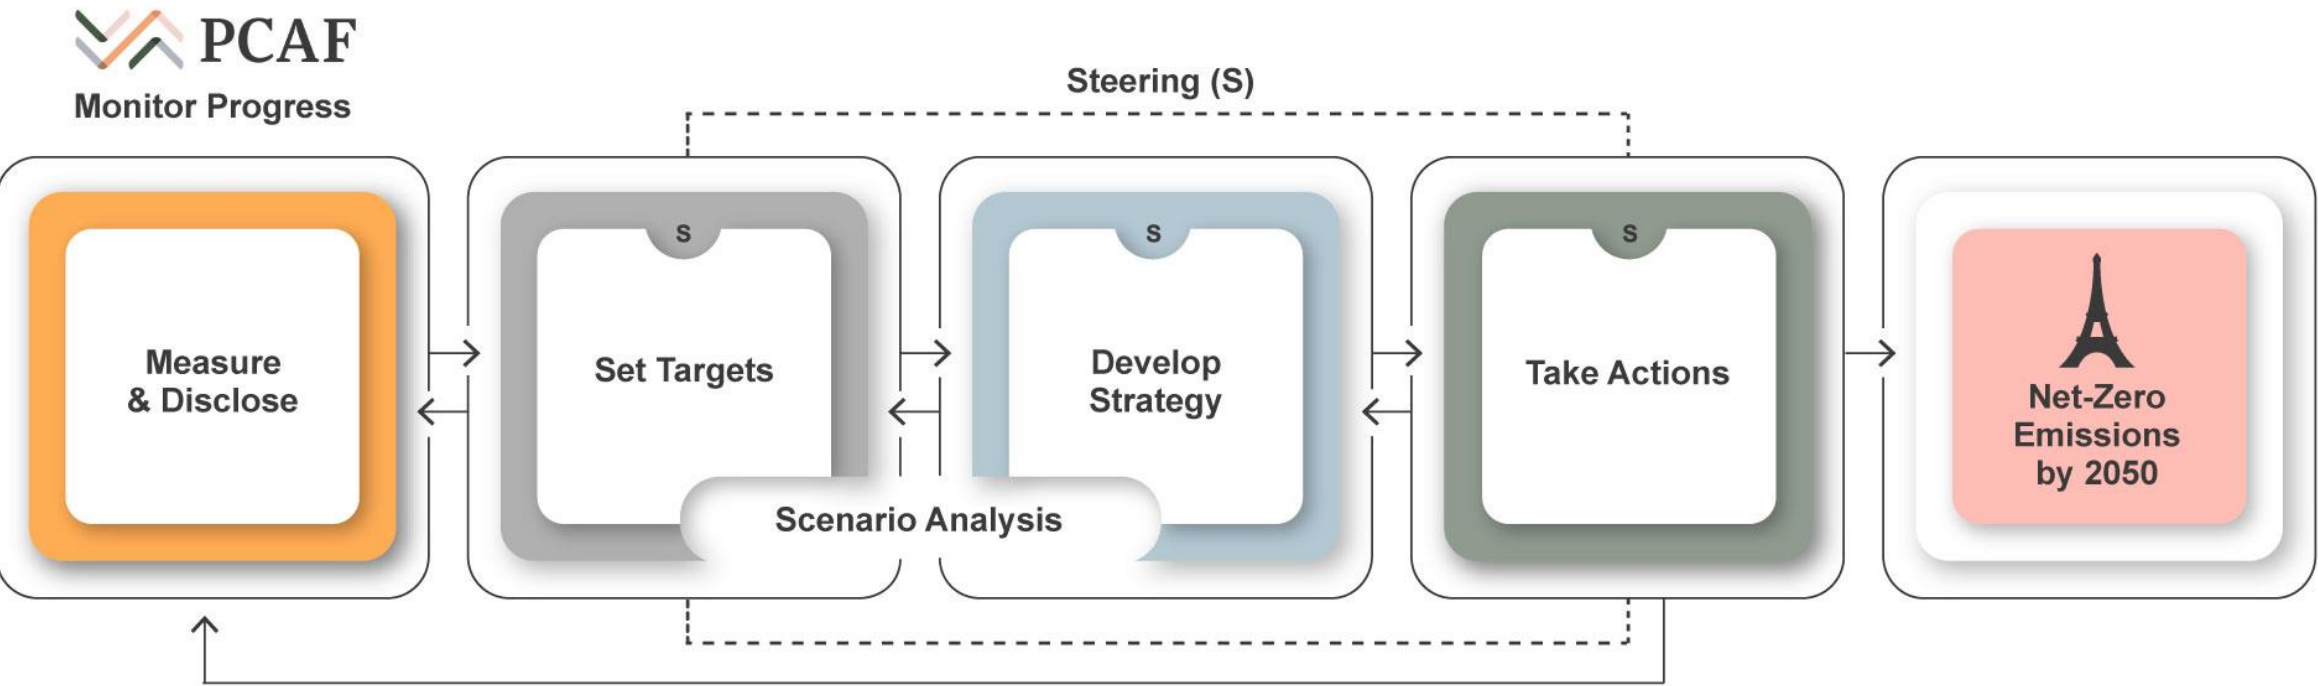 PCAF
Monitor Progress
Steering (S)
Measure
& Disclose
S
Set Targets
S
Develop
Strategy
Scenario Analysis
S
Take Actions
Net-Zero
Emissions
by 2050